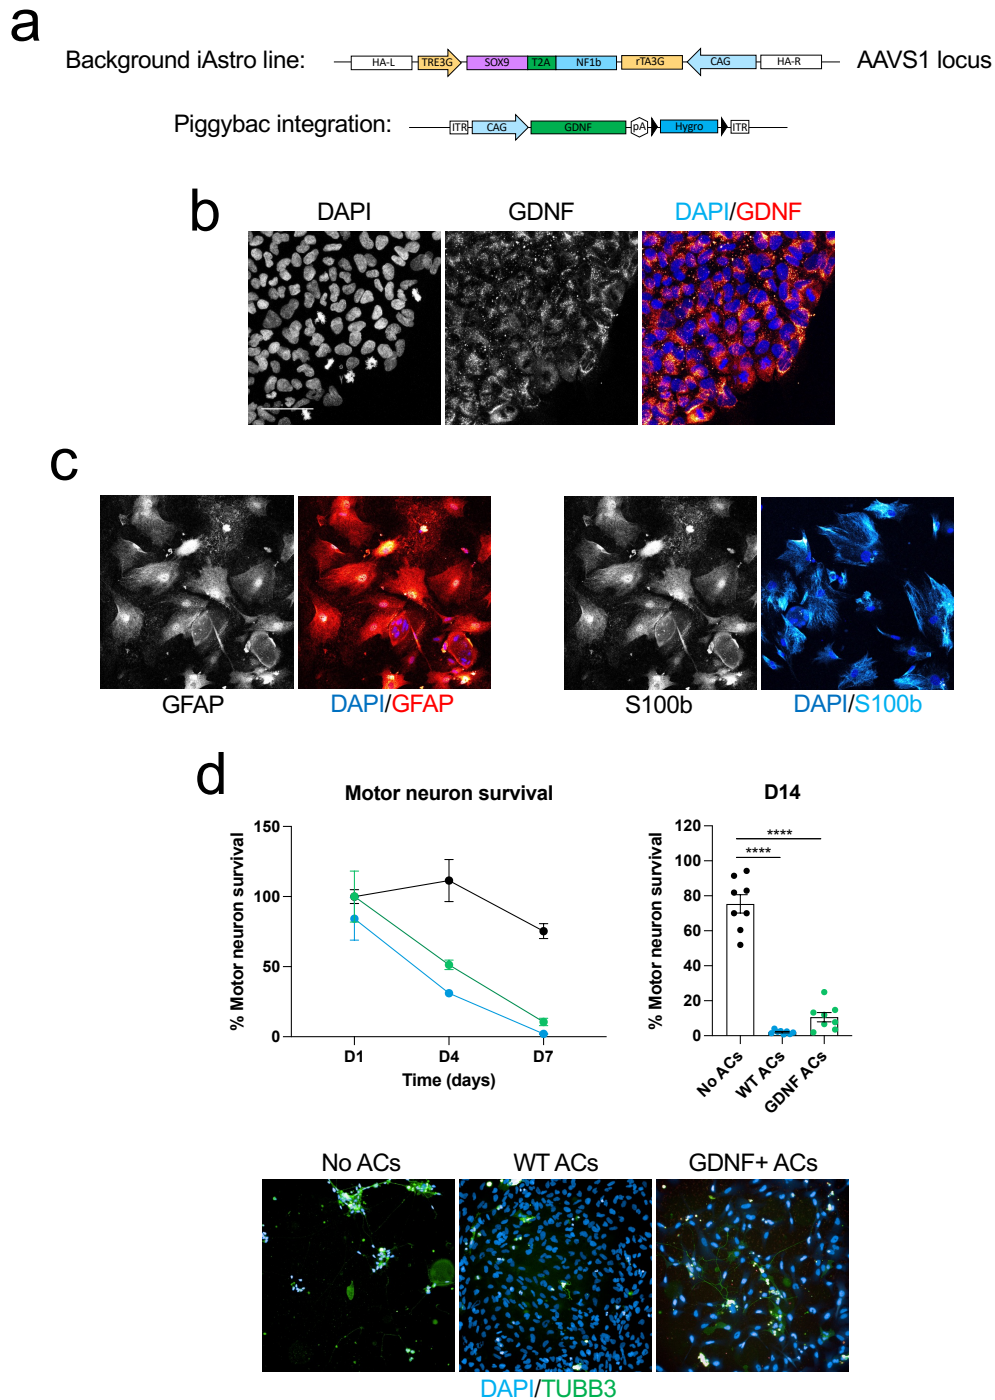 a
Background iAstro line:
HA-L
TRE3G
SOX9
T2A
NF1b
rTA3G
CAG
HA-R
AAVS1 locus
Piggybac integration:
ITR
CAG
GDNF
pA
Hygro
ITR
b
DAPI
GDNF
DAPI/GDNF
c
GFAP
DAPI/GFAP
S100b
DAPI/S100b
d
Motor neuron survival
% Motor neuron survival
150
100
50
0
D1
D4
D7
Time (days)
D14
% Motor neuron survival
120
100
80
60
40
20
0
****
****
No ACs
WT ACs
GDNF ACs
No ACs
WT ACs
GDNF+ ACs
DAPI/TUBB3